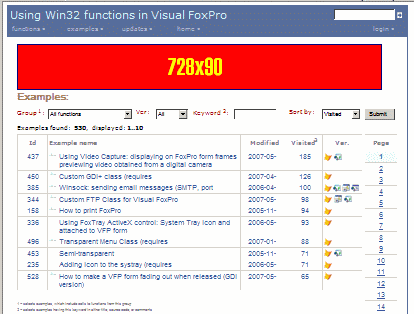 Using Win32 functions in Visual FoxPro
functions examples updates home login
728x90
Examples:
Group 1: All functions Ver: All Keyword 2: Sort by: Visited Submit
Examples found: 530, displayed: 1..10
Id Example name Modified Visited3 Ver. Page
437 Using Video Capture: displaying on FoxPro form frames previewing video obtained from a digital camera 2007-05- 185
450 Custom GDI+ class (requires 2007-04- 126
385 Winsock: sending email messages (SMTP, port 2006-04- 100
344 Custom FTP Class for Visual FoxPro 2007-05- 98
158 How to print FoxPro 2005-11- 94
336 Using FoxTray ActiveX control: System Tray Icon and attached to VFP form 2006-05- 93
496 Transparent Menu Class (requires 2007-01- 88
453 Semi-transparent 2005-11- 71
235 Adding Icon to the systray (requires 2006-05- 71
528 How to make a VFP form fading out when released (GDI version) 2007-05- 65
1
2
3
4
5
6
7
8
9
10
11
12
13
14
1 - selects examples, which include calls to functions from this group
2 - selects examples having this keyword in either title, source code, or comments